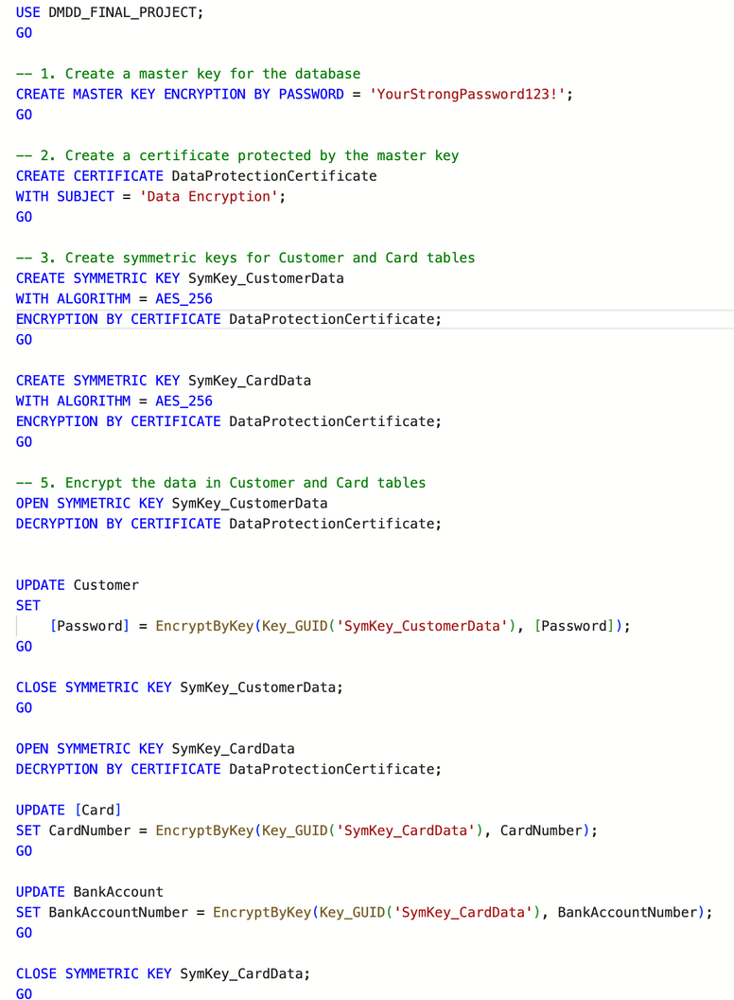 USE DMDD_FINAL_PROJECT;
GO
-- 1. Create a master key for the database
CREATE MASTER KEY ENCRYPTION BY PASSWORD = 'YourStrongPassword123!';
GO
-- 2. Create a certificate protected by the master key
CREATE CERTIFICATE DataProtectionCertificate
WITH SUBJECT = 'Data Encryption';
GO
-- 3. Create symmetric keys for Customer and Card tables
CREATE SYMMETRIC KEY SymKey_CustomerData
WITH ALGORITHM = AES_256
ENCRYPTION BY CERTIFICATE DataProtectionCertificate;
GO
CREATE SYMMETRIC KEY SymKey_CardData
WITH ALGORITHM = AES_256
ENCRYPTION BY CERTIFICATE DataProtectionCertificate;
GO
-- 5. Encrypt the data in Customer and Card tables
OPEN SYMMETRIC KEY SymKey_CustomerData
DECRYPTION BY CERTIFICATE DataProtectionCertificate;
UPDATE Customer
SET
[Password] = EncryptByKey(Key_GUID('SymKey_CustomerData'), [Password]);
GO
CLOSE SYMMETRIC KEY SymKey_CustomerData;
GO
OPEN SYMMETRIC KEY SymKey_CardData
DECRYPTION BY CERTIFICATE DataProtectionCertificate;
UPDATE [Card]
SET CardNumber = EncryptByKey(Key_GUID('SymKey_CardData'), CardNumber);
GO
UPDATE BankAccount
SET BankAccountNumber = EncryptByKey(Key_GUID('SymKey_CardData'), BankAccountNumber);
GO
CLOSE SYMMETRIC KEY SymKey_CardData;
GO